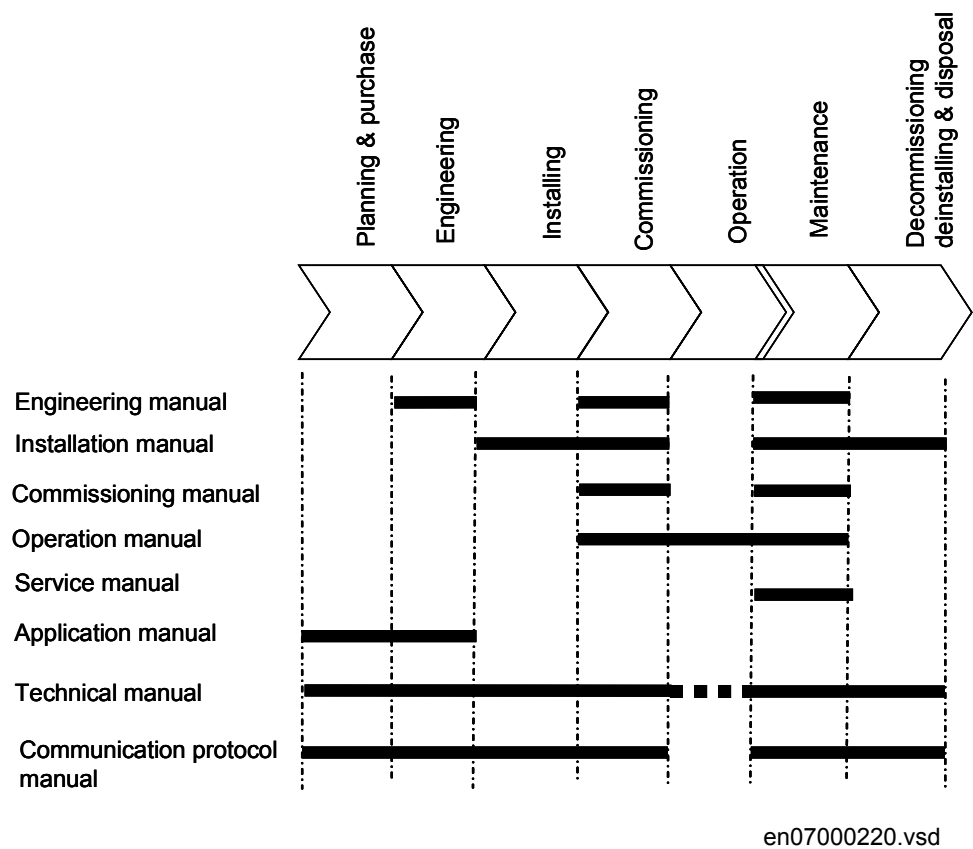 Planning & purchase
Engineering
Installing
Commissioning
Operation
Maintenance
Decommissioning
deinstalling & disposal
Engineering manual
Installation manual
Commissioning manual
Operation manual
Service manual
Application manual
Technical manual
Communication protocol
manual
en07000220.vsd